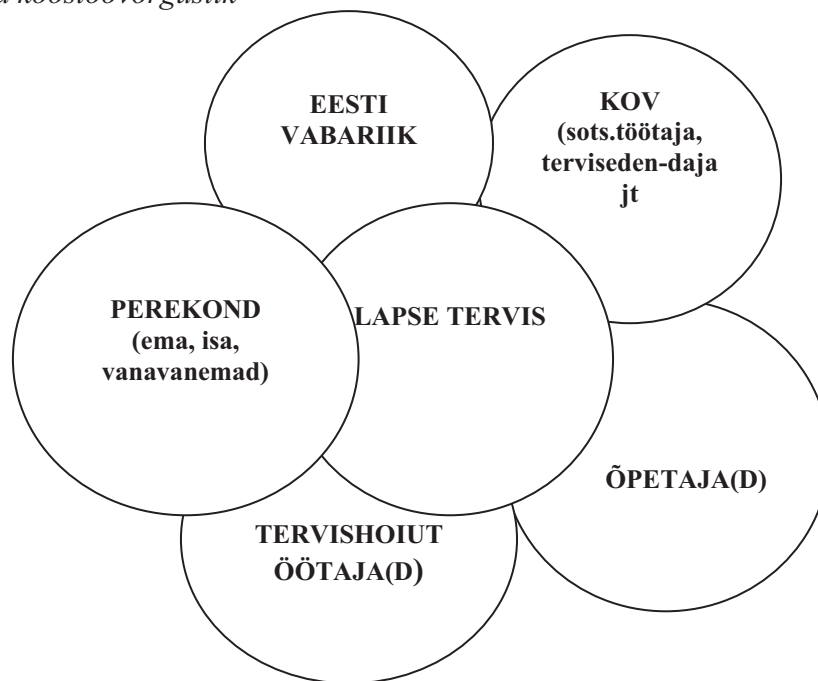 koostöövõrgustik
EESTI
VABARIIK
KOV
(sots.töötaja,
terviseden-daja
jt
PEREKOND
(ema, isa,
vanavanemad)
LAPSE TERVIS
ÕPETAJA(D)
TERVISHOIUT
ÖÖTAJA(D)